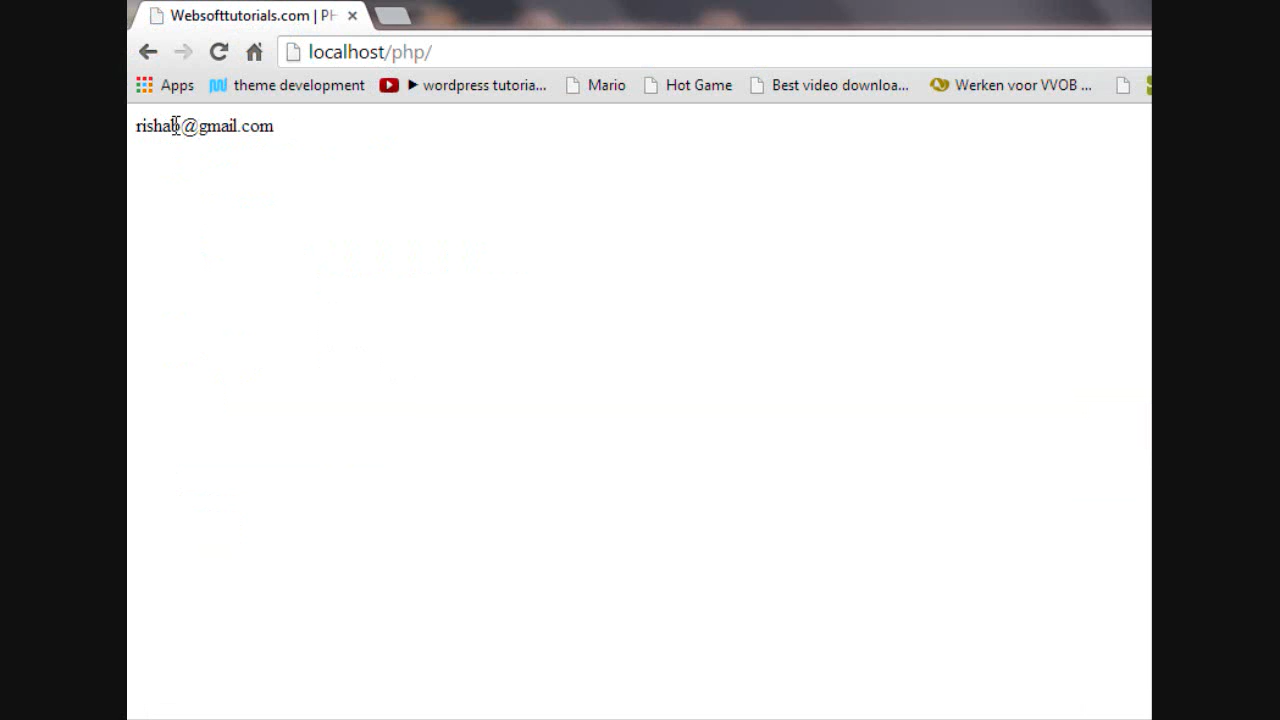 Websofttutorials.com | PH
localhost/php/
Apps theme development ► wordpress tutoria... Mario Hot Game Best video downloa... Werken voor VVOB ...
rishab@gmail.com